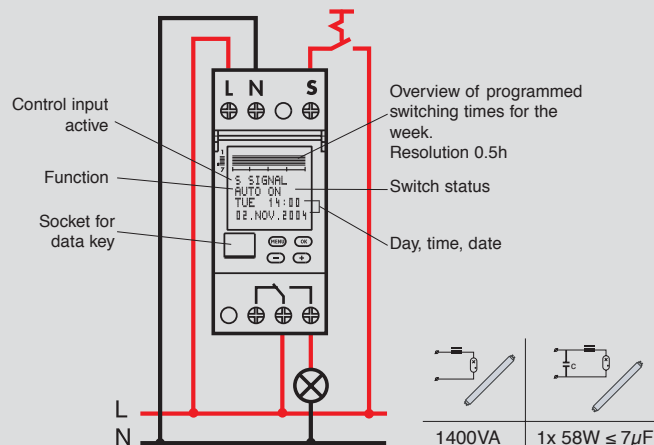 L N S
Control input
active
Function
Socket for
data key
1
7
S SIGNAL
AUTO ON
TUE 14:00
02.NOV.2004
MENU OK
− +
Overview of programmed
switching times for the
week.
Resolution 0.5h
Switch status
Day, time, date
L
N
C
1400VA
1x 58W ≤ 7µF